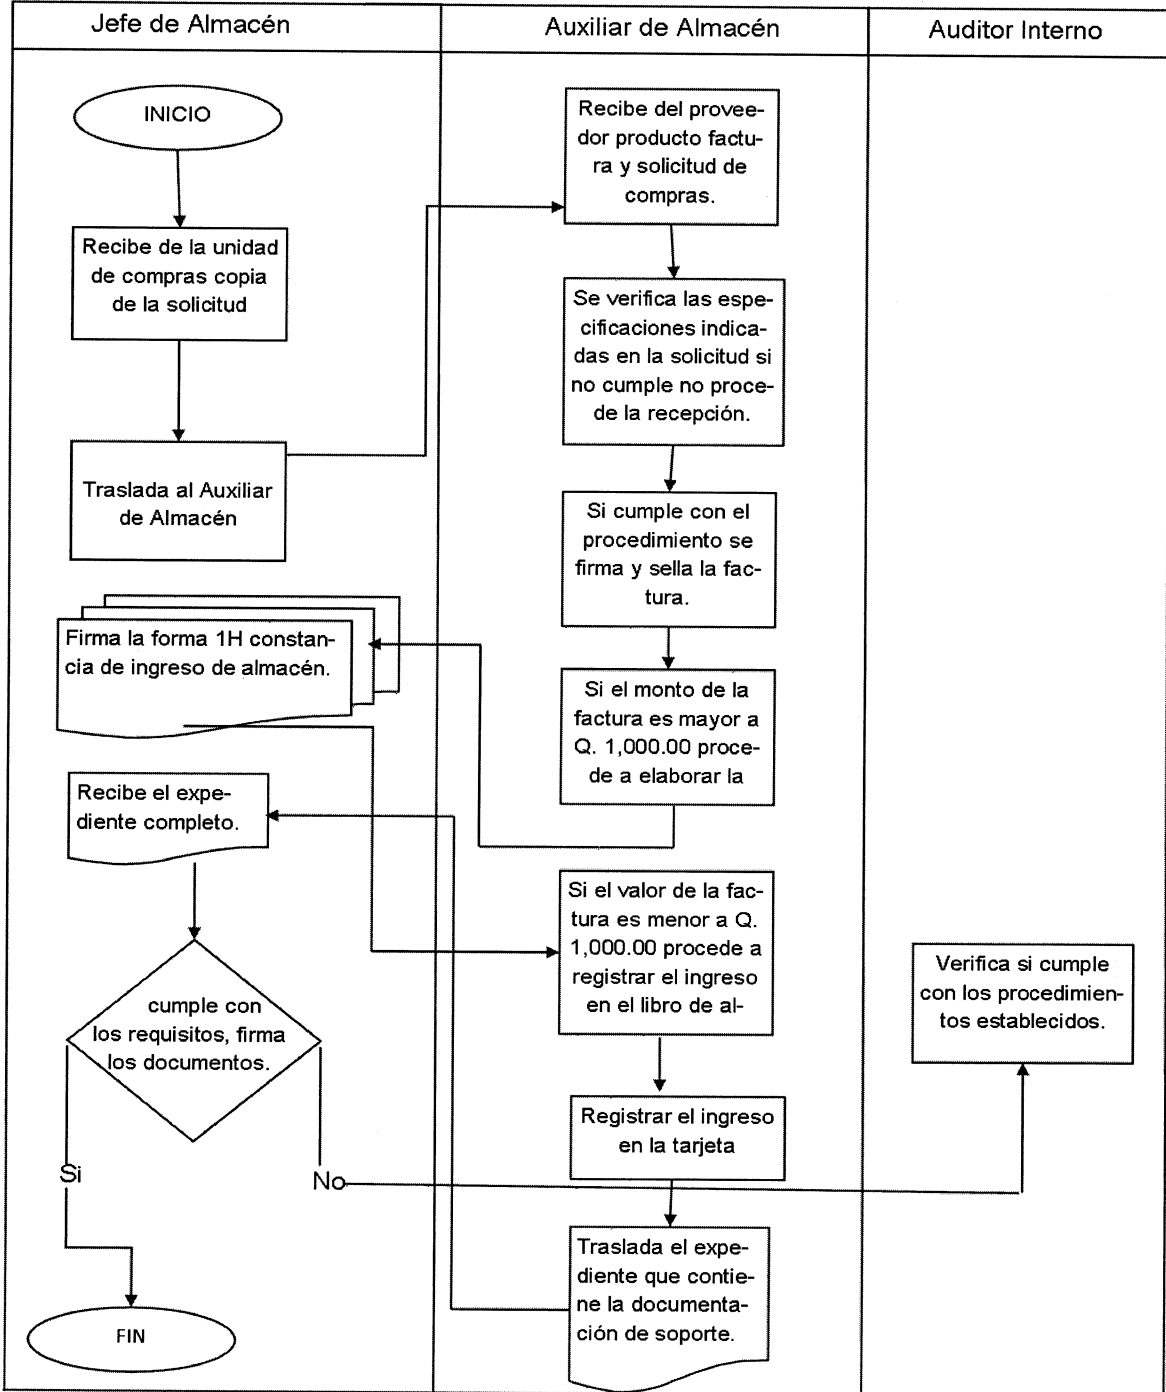 Jefe de Almacén
Auxiliar de Almacén
Auditor Interno
INICIO
Recibe de la unidad
de compras copia
de la solicitud
Traslada al Auxiliar
de Almacén
Firma la forma 1H constan-
cia de ingreso de almacén.
Recibe el expe-
diente completo.
cumple con
los requisitos, firma
los documentos.
Si
No
FIN
Recibe del provee-
dor producto factu-
ra y solicitud de
compras.
Se verifica las espe-
cificaciones indica-
das en la solicitud si
no cumple no proce-
de la recepción.
Si cumple con el
procedimiento se
firma y sella la fac-
tura.
Si el monto de la
factura es mayor a
Q. 1,000.00 proce-
de a elaborar la
Si el valor de la fac-
tura es menor a Q.
1,000.00 procede a
registrar el ingreso
en el libro de al-
Registrar el ingreso
en la tarjeta
Traslada el expe-
diente que contie-
ne la documenta-
ción de soporte.
Verifica si cumple
con los procedimien-
tos establecidos.